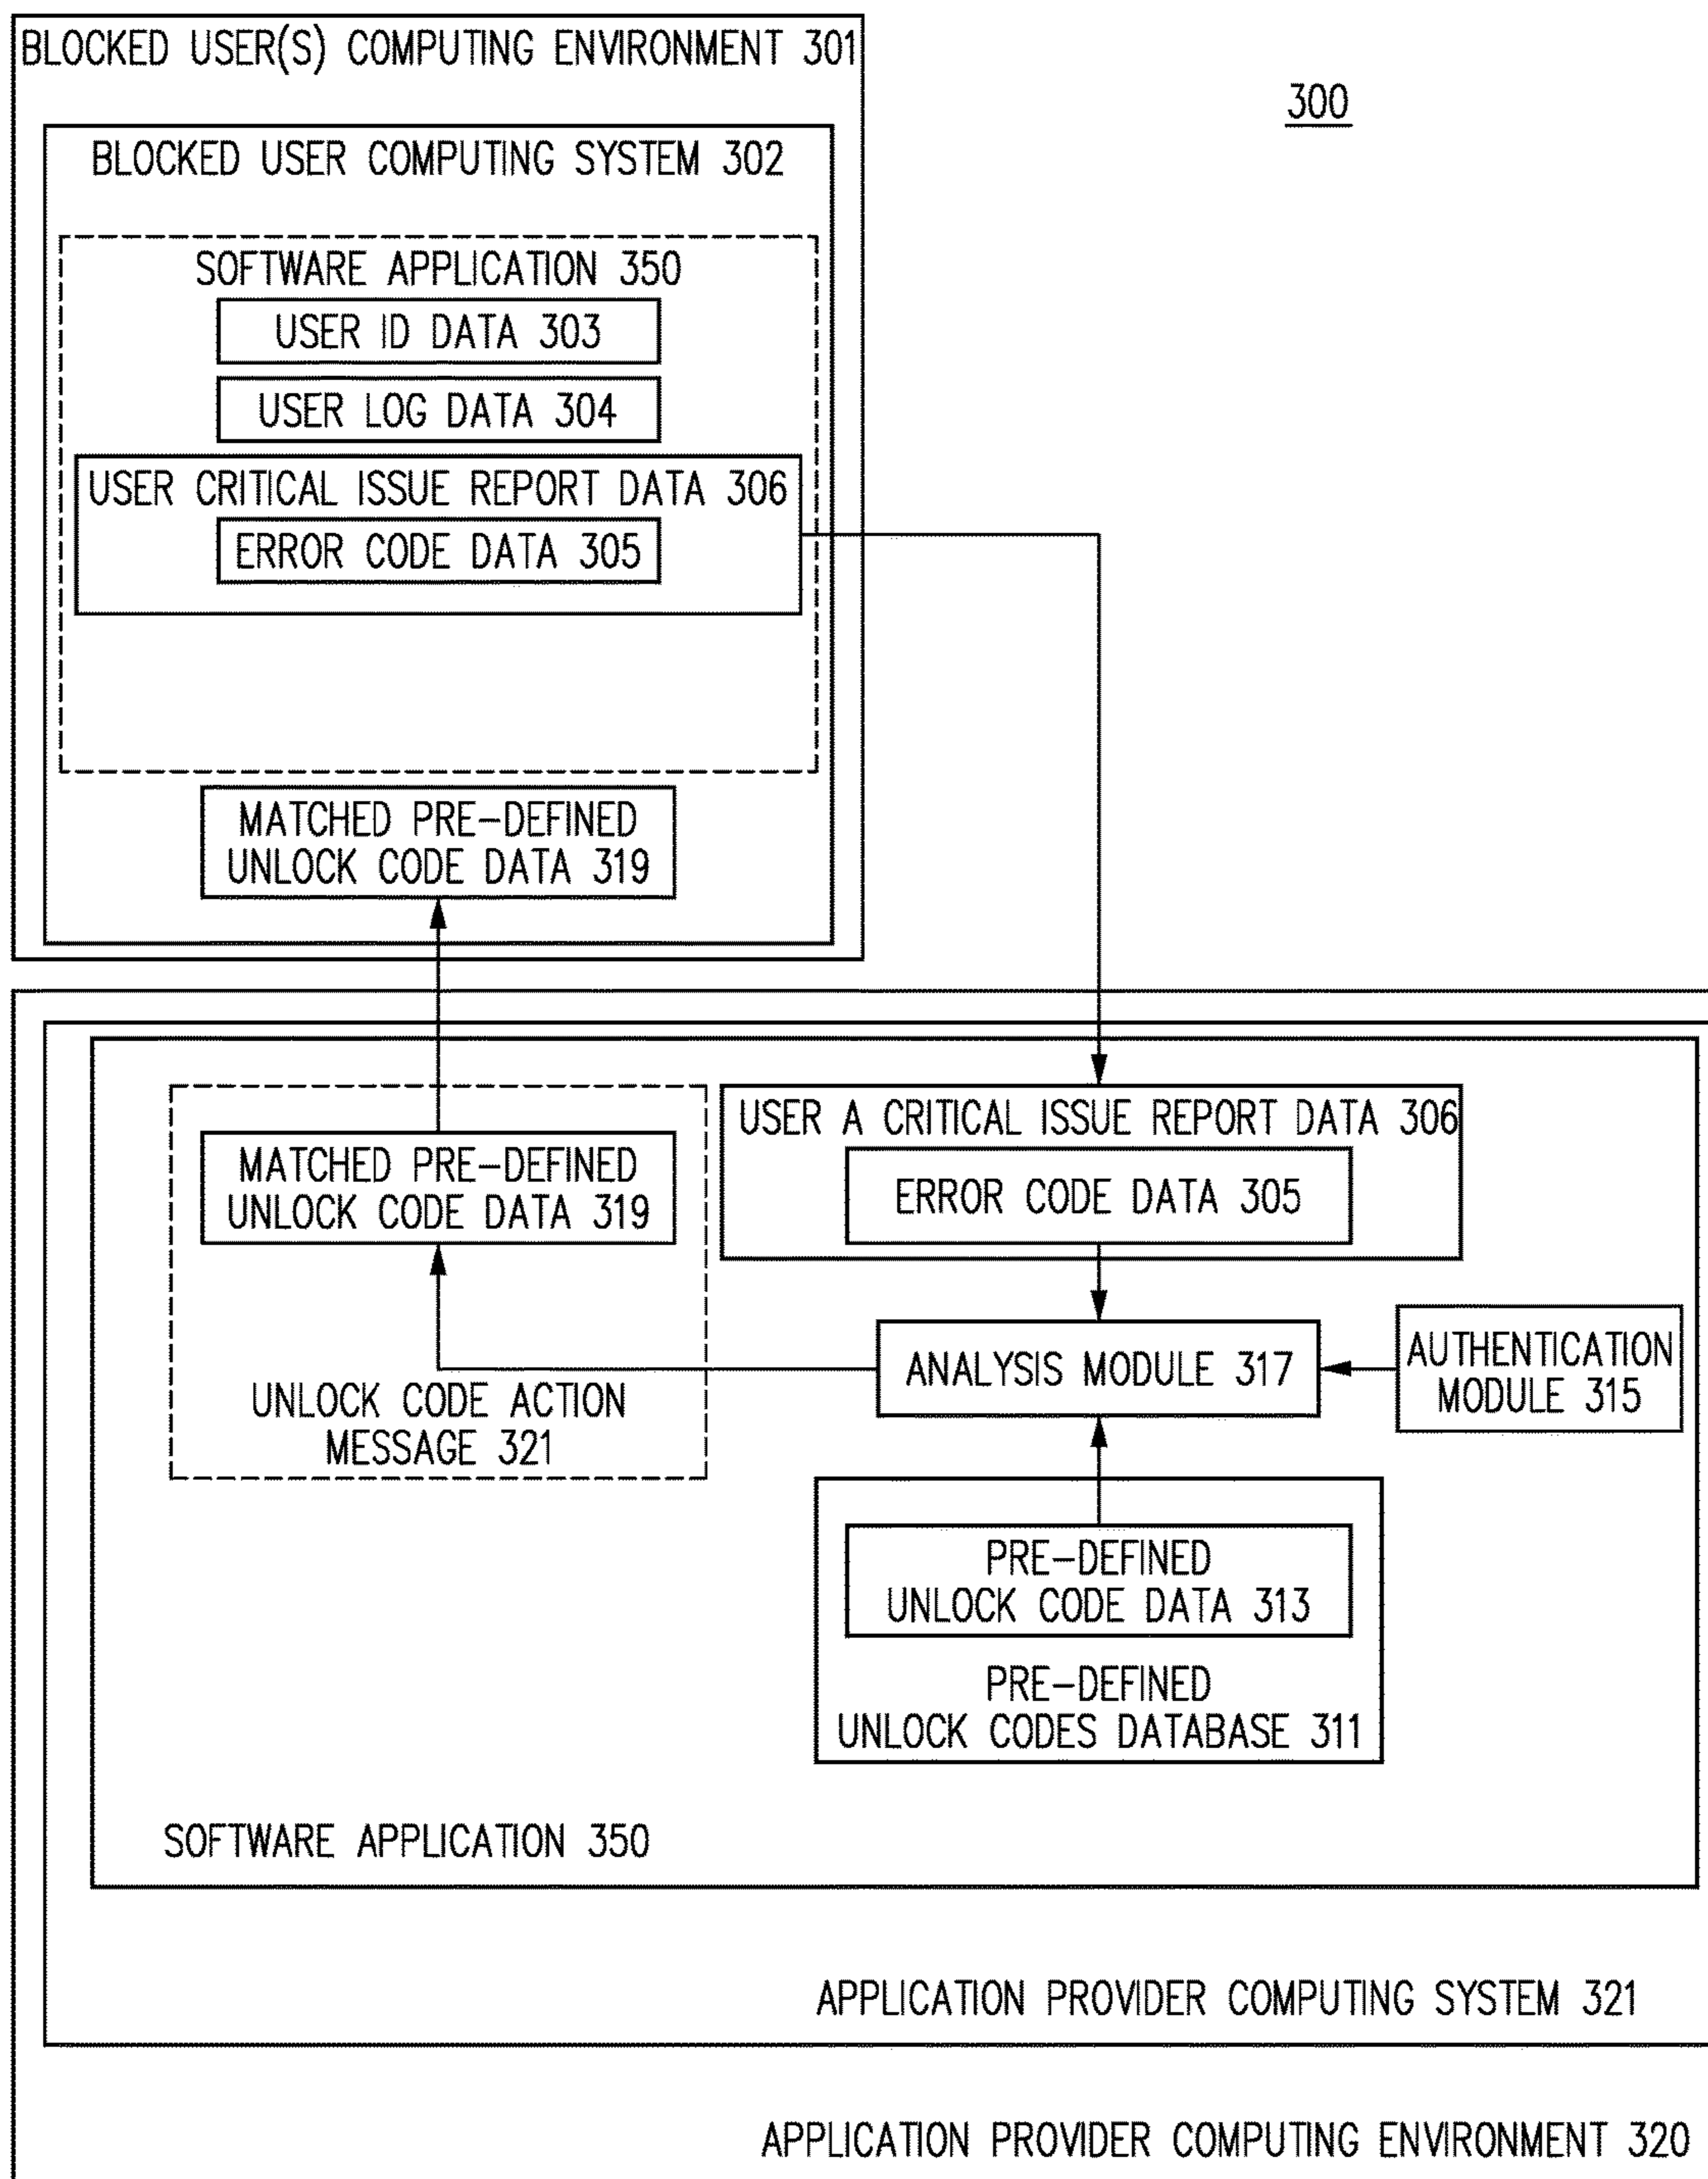 BLOCKED USER(S) COMPUTING ENVIRONMENT 301
300
BLOCKED USER COMPUTING SYSTEM 302
SOFTWARE APPLICATION 350
USER ID DATA 303
USER LOG DATA 304
USER CRITICAL ISSUE REPORT DATA 306
ERROR CODE DATA 305
MATCHED PRE-DEFINED
UNLOCK CODE DATA 319
MATCHED PRE-DEFINED
UNLOCK CODE DATA 319
UNLOCK CODE ACTION
MESSAGE 321
USER A CRITICAL ISSUE REPORT DATA 306
ERROR CODE DATA 305
ANALYSIS MODULE 317
AUTHENTICATION
MODULE 315
PRE-DEFINED
UNLOCK CODE DATA 313
PRE-DEFINED
UNLOCK CODES DATABASE 311
SOFTWARE APPLICATION 350
APPLICATION PROVIDER COMPUTING SYSTEM 321
APPLICATION PROVIDER COMPUTING ENVIRONMENT 320